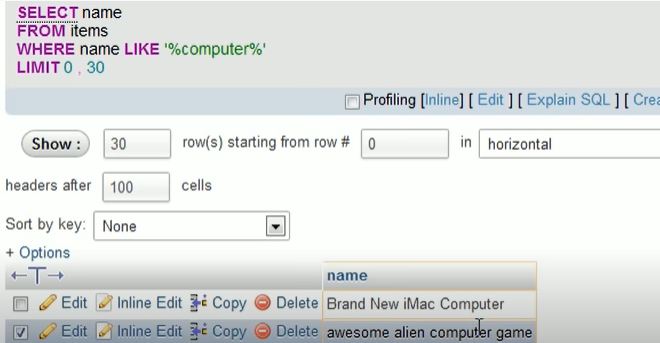 SELECT name
FROM items
WHERE name LIKE '%computer%'
LIMIT 0 , 30
Profiling [Inline] [ Edit ] [ Explain SQL ] [ Crea
Show : 30 row(s) starting from row # 0 in horizontal
headers after 100 cells
Sort by key: None
+ Options
←T→ name
Edit Inline Edit Copy Delete Brand New iMac Computer
Edit Inline Edit Copy Delete awesome alien computer game